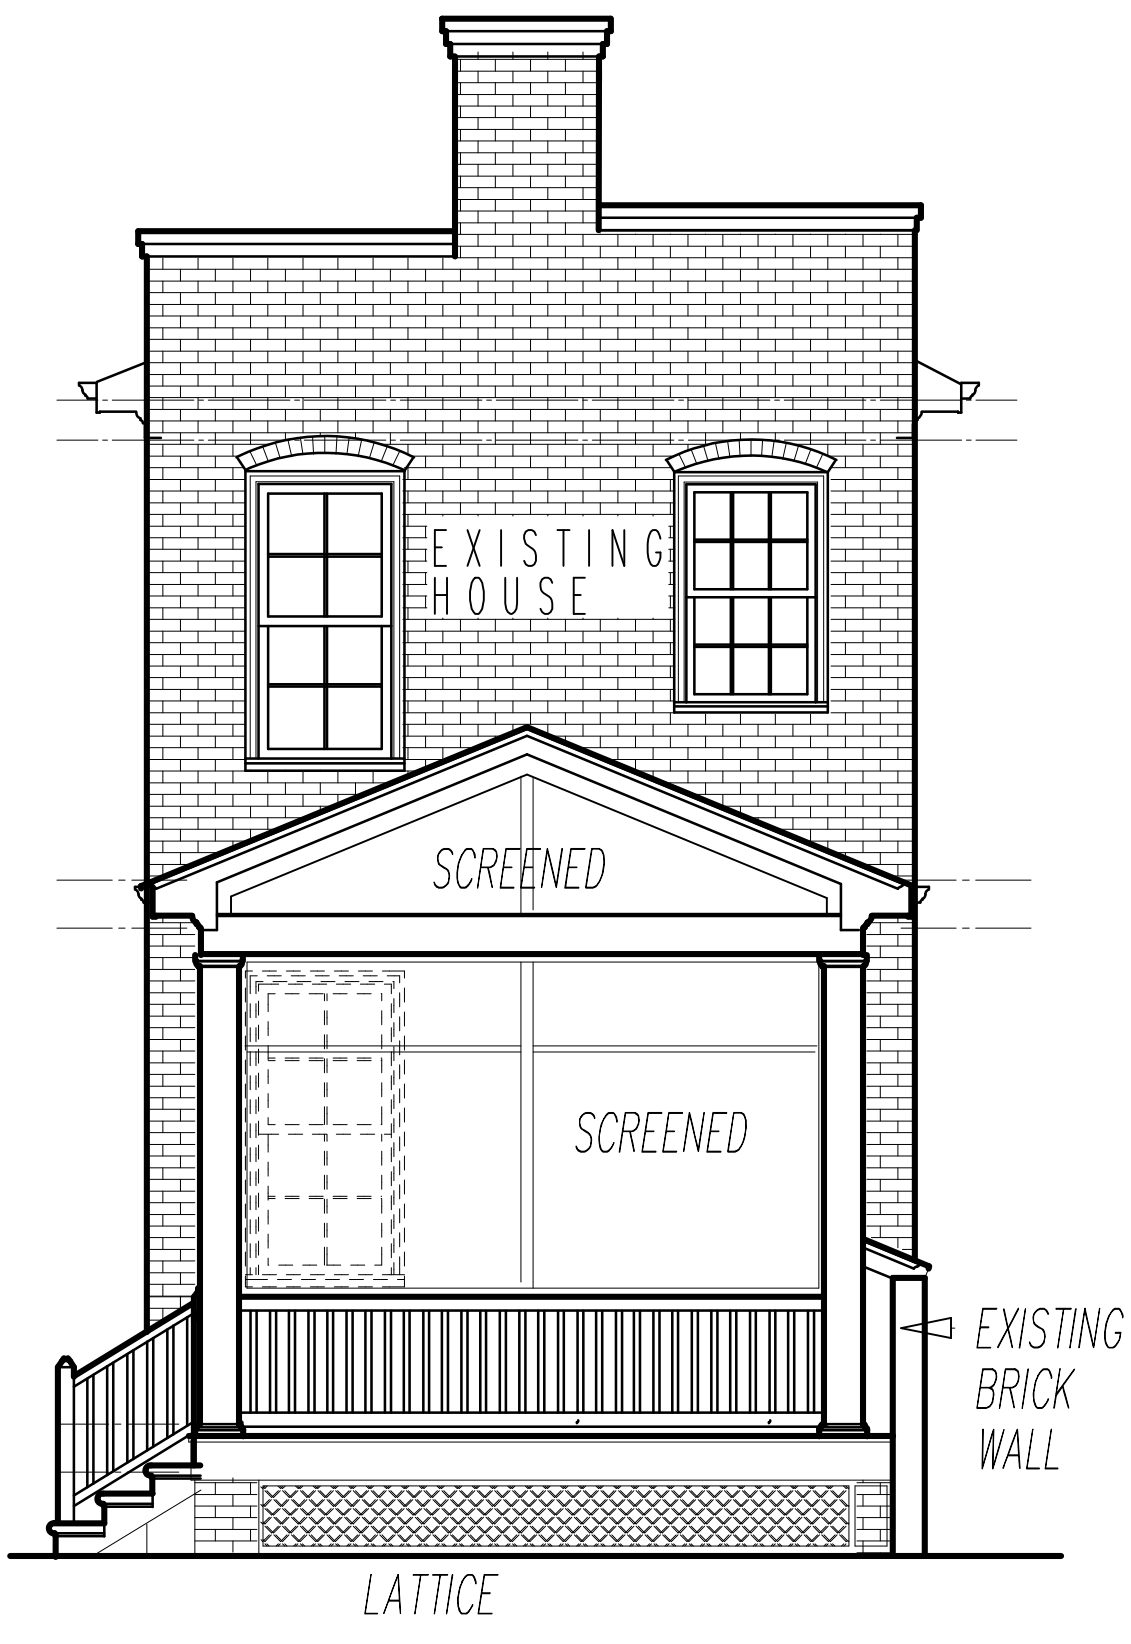 EXISTING
HOUSE
SCREENED
SCREENED
EXISTING
BRICK
WALL
LATTICE